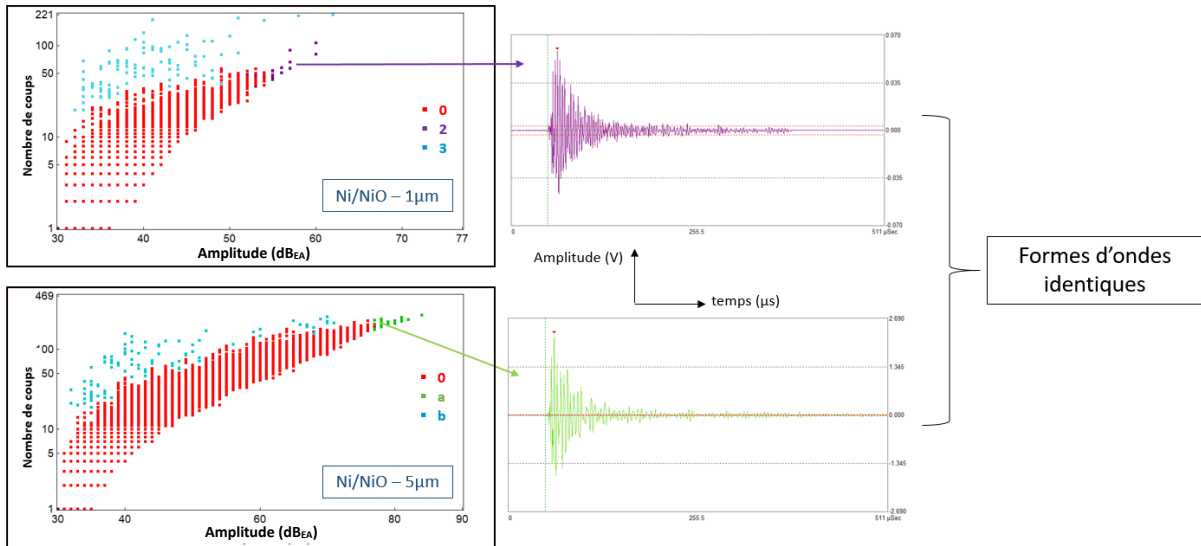 221
100
50
10
5
1
30
40
50
60
70
77
Nombre de coups
Amplitude (dBEA)
0
2
3
Ni/NiO – 1µm
0.070
0.035
0.000
-0.035
-0.070
0
255.5
511 µSec
Amplitude (V)
temps (µs)
Formes d'ondes
identiques
469
100
50
10
5
1
30
40
60
80
90
Nombre de coups
Amplitude (dBEA)
0
a
b
Ni/NiO – 5µm
2.690
1.345
0.000
-1.345
-2.690
0
255.5
511 µSec